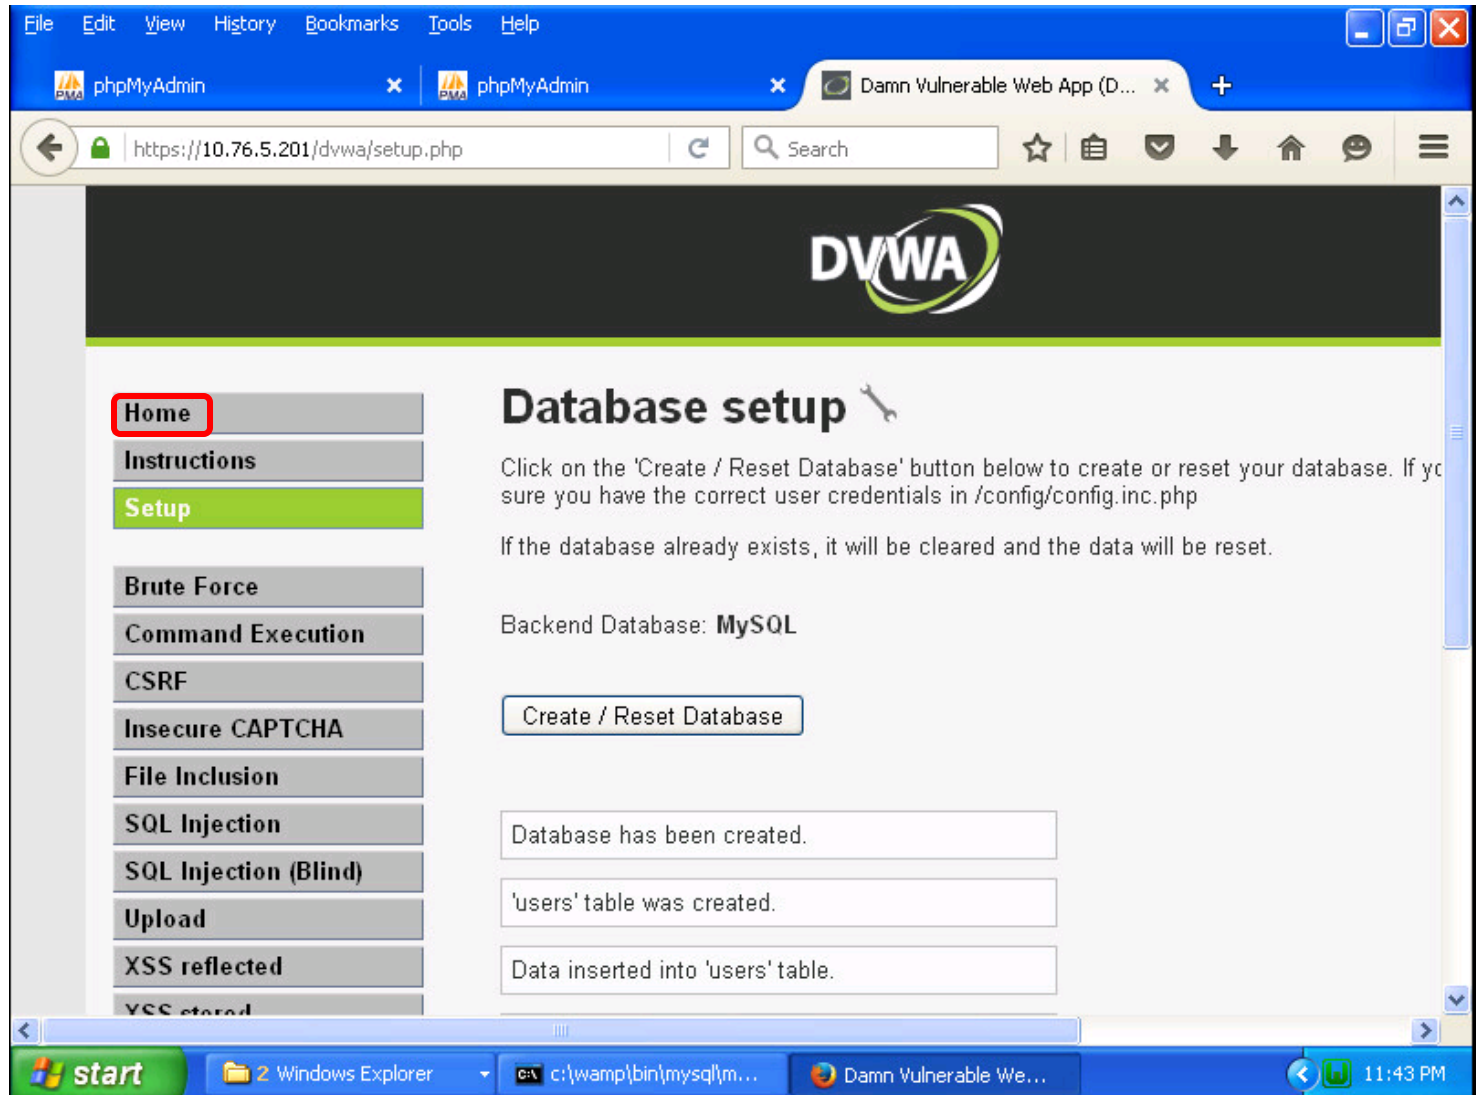 File Edit View History Bookmarks Tools Help
phpMyAdmin
phpMyAdmin
Damn Vulnerable Web App (D...
https://10.76.5.201/dvwa/setup.php
Search
DVWA
Home
Instructions
Setup
Brute Force
Command Execution
CSRF
Insecure CAPTCHA
File Inclusion
SQL Injection
SQL Injection (Blind)
Upload
XSS reflected
XSS stored
Database setup
Click on the 'Create / Reset Database' button below to create or reset your database. If yo
sure you have the correct user credentials in /config/config.inc.php
If the database already exists, it will be cleared and the data will be reset.
Backend Database: MySQL
Create / Reset Database
Database has been created.
'users' table was created.
Data inserted into 'users' table.
start
2 Windows Explorer
c:\wamp\bin\mysql\m...
Damn Vulnerable We...
11:43 PM